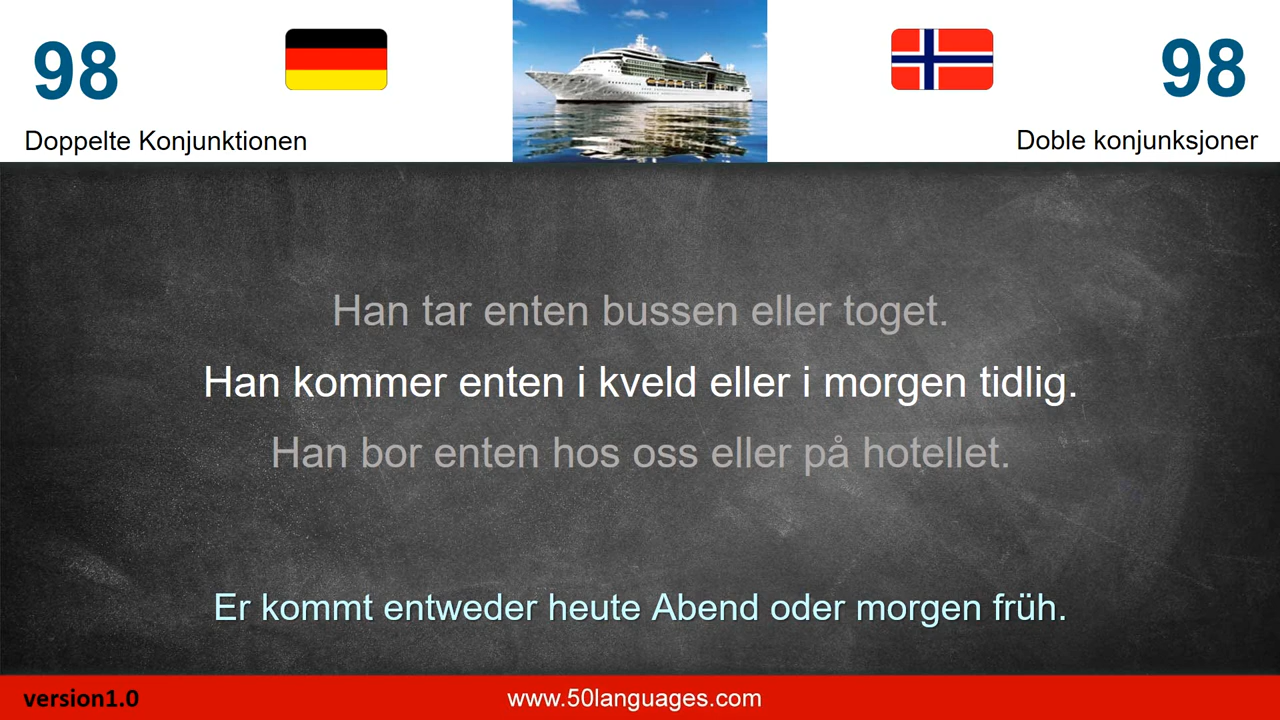 98
98
Doppelte Konjunktionen
Doble konjunksjoner
Han tar enten bussen eller toget.
Han kommer enten i kveld eller i morgen tidlig.
Han bor enten hos oss eller på hotellet.
Er kommt entweder heute Abend oder morgen früh.
version1.0
www.50languages.com